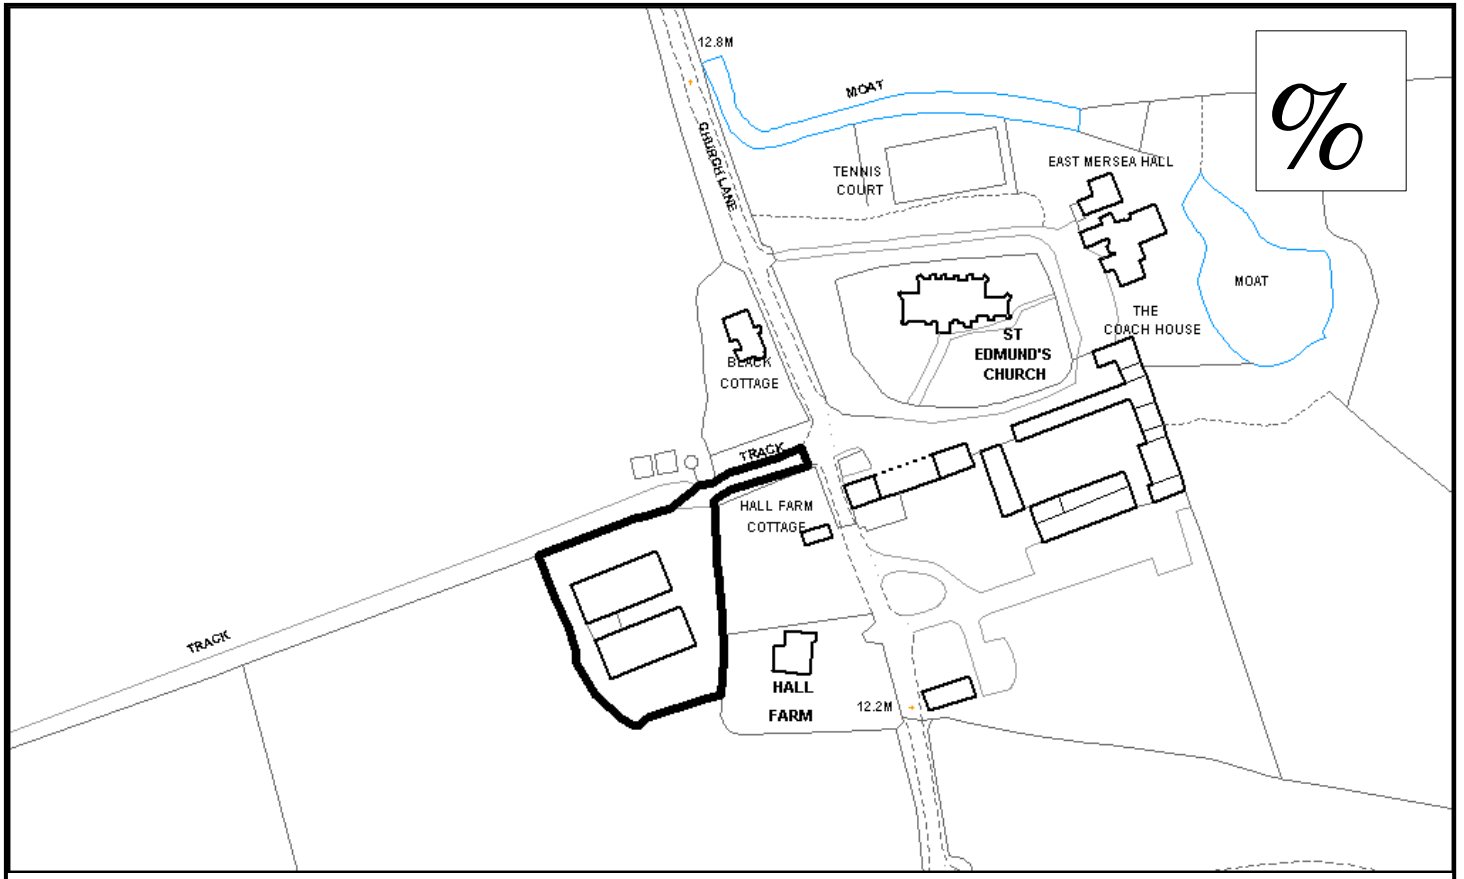 12.8M
MOAT
%
CHURCH LANE
EAST MERSEA HALL
TENNIS
COURT
MOAT
THE
COACH HOUSE
ST
EDMUND'S
CHURCH
BLACK
COTTAGE
TRACK
HALL FARM
COTTAGE
TRACK
HALL
FARM
12.2M